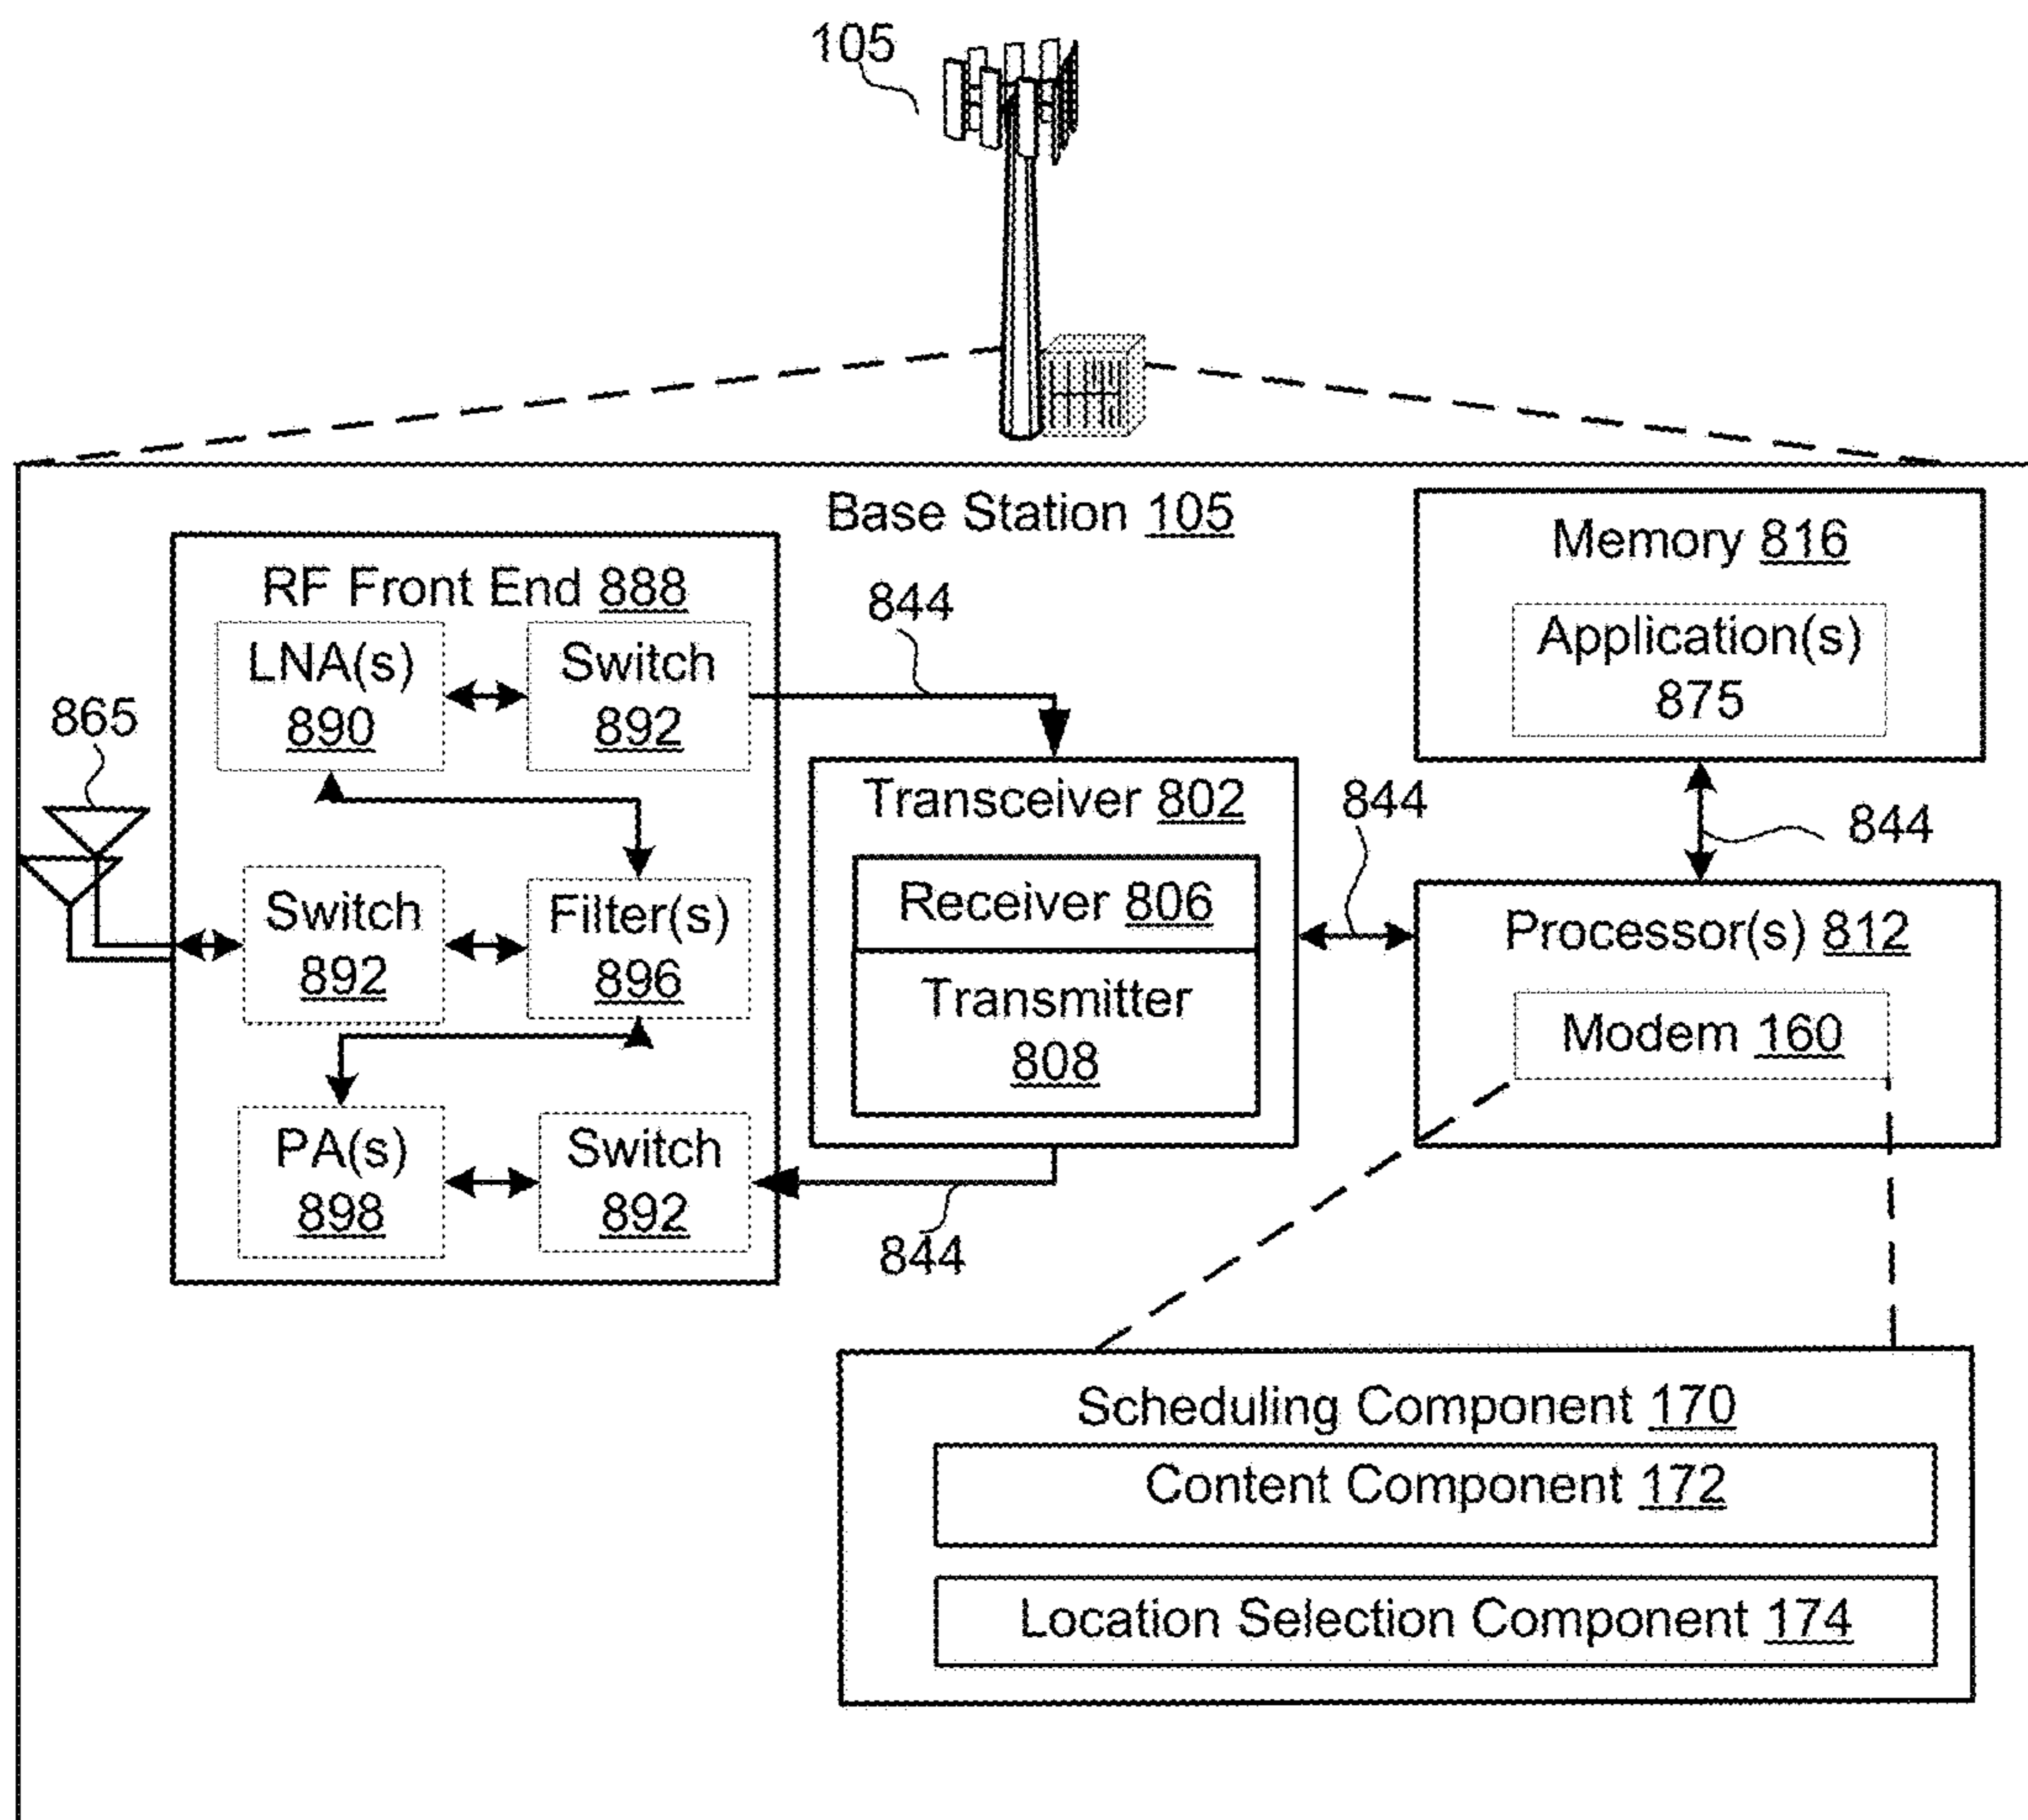 105
Base Station 105
RF Front End 888
LNA(s)
890
Switch
892
844
865
Switch
892
Filter(s)
896
PA(s)
898
Switch
892
844
Transceiver 802
Receiver 806
Transmitter
808
844
Memory 816
Application(s)
875
844
Processor(s) 812
Modem 160
Scheduling Component 170
Content Component 172
Location Selection Component 174